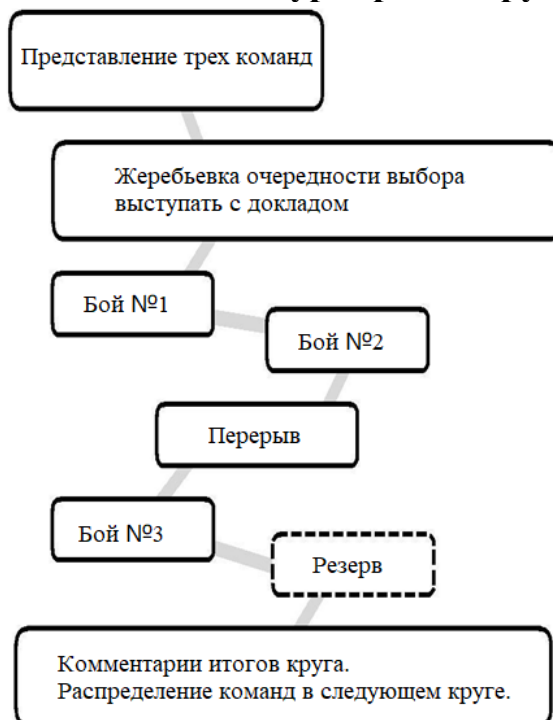 Представление трех команд
Жеребьевка очередности выбора
выступать с докладом
Бой №1
Бой №2
Перерыв
Бой №3
Резерв
Комментарии итогов круга.
Распределение команд в следующем круге.